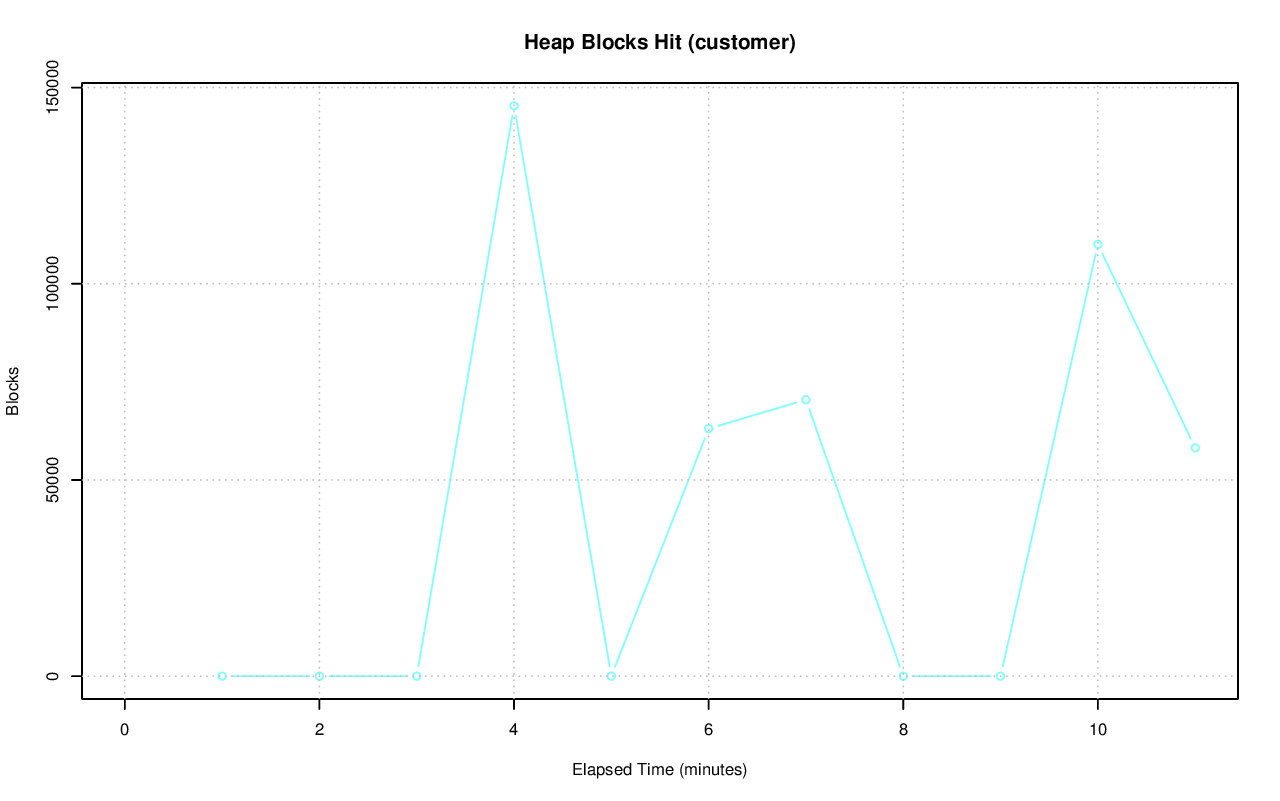 Heap Blocks Hit (customer)
150000
100000
50000
0
Blocks
0 2 4 6 8 10
Elapsed Time (minutes)